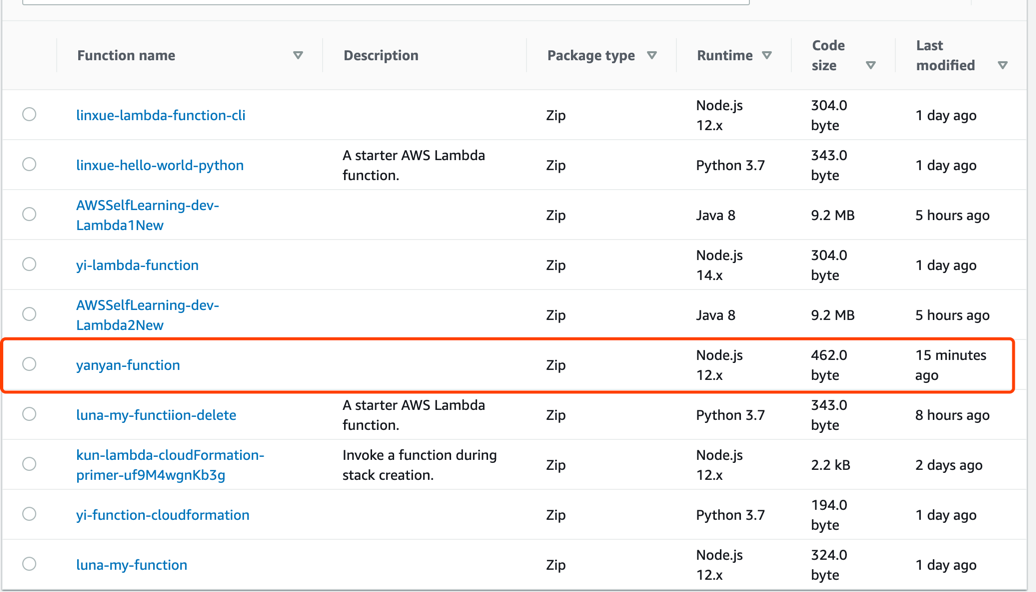 Function name Description Package type Runtime Code size Last modified
linxue-lambda-function-cli Zip Node.js 12.x 304.0 byte 1 day ago
linxue-hello-world-python A starter AWS Lambda function. Zip Python 3.7 343.0 byte 1 day ago
AWSSelfLearning-dev-Lambda1New Zip Java 8 9.2 MB 5 hours ago
yi-lambda-function Zip Node.js 14.x 304.0 byte 1 day ago
AWSSelfLearning-dev-Lambda2New Zip Java 8 9.2 MB 5 hours ago
yanyan-function Zip Node.js 12.x 462.0 byte 15 minutes ago
luna-my-functiion-delete A starter AWS Lambda function. Zip Python 3.7 343.0 byte 8 hours ago
kun-lambda-cloudFormation-primer-uf9M4wgnKb3g Invoke a function during stack creation. Zip Node.js 12.x 2.2 kB 2 days ago
yi-function-cloudformation Zip Python 3.7 194.0 byte 1 day ago
luna-my-function Zip Node.js 12.x 324.0 byte 1 day ago